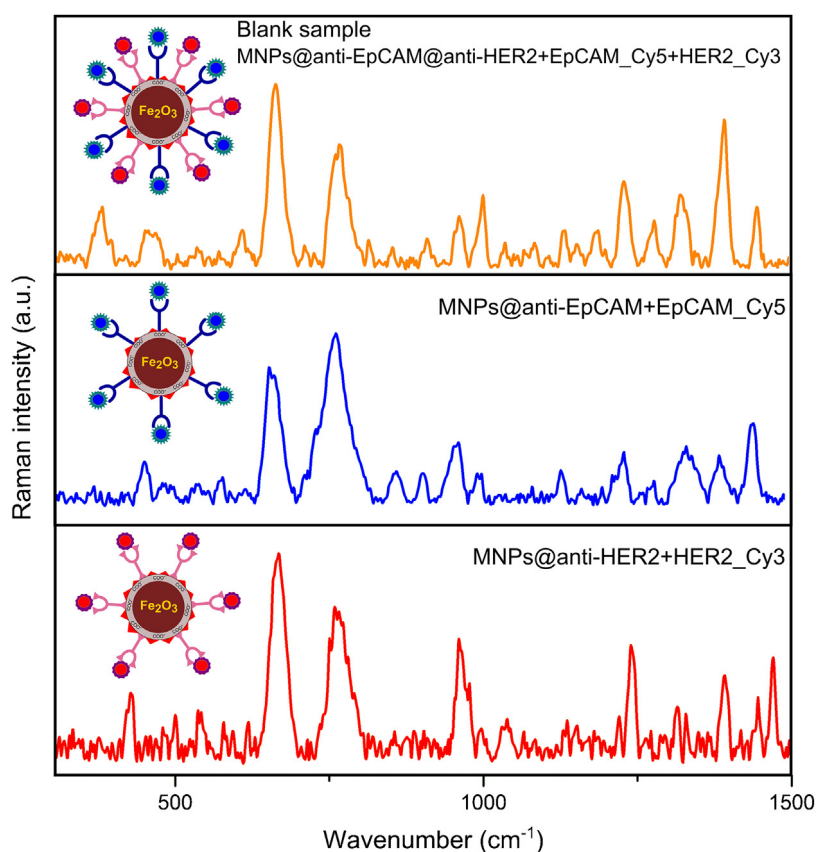 Blank sample
MNPs@anti-EpCAM@anti-HER2+EpCAM_Cy5+HER2_Cy3
Fe₂O₃
MNPs@anti-EpCAM+EpCAM_Cy5
Fe₂O₃
MNPs@anti-HER2+HER2_Cy3
Fe₂O₃
Raman intensity (a.u.)
500 1000 1500
Wavenumber (cm⁻¹)